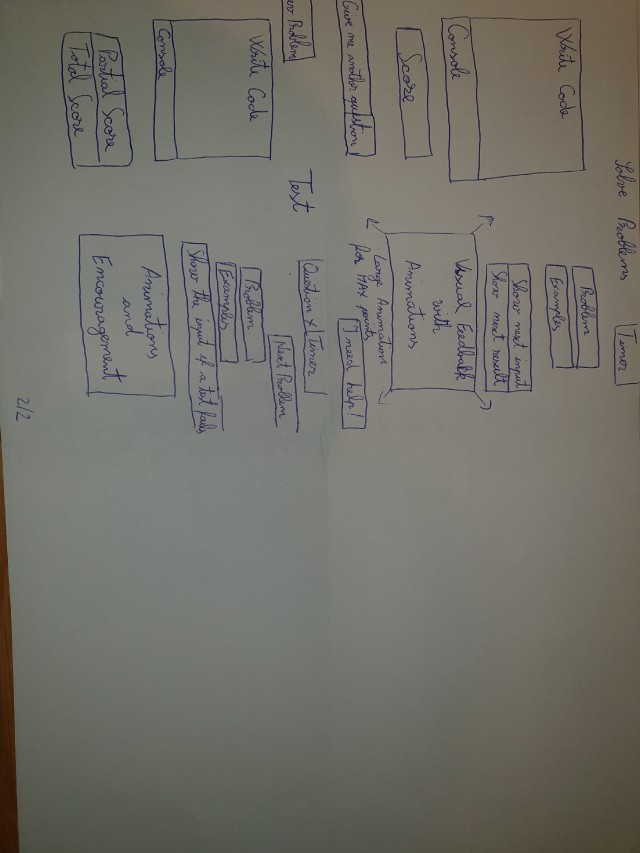 Solve Problems
Timer
Write Code
Console
Score
Give me another question
Problem
Examples
Show next input
Show next result
Visual Feedback
with
Animations
Large Animation
for MAX points
I need help!
Test
Question x
Timer
Next Problem
Problem
Write Code
Console
Partial Score
Total Score
Problem
Examples
Show the input if a test fails
Animations
and
Encouragement
2/2